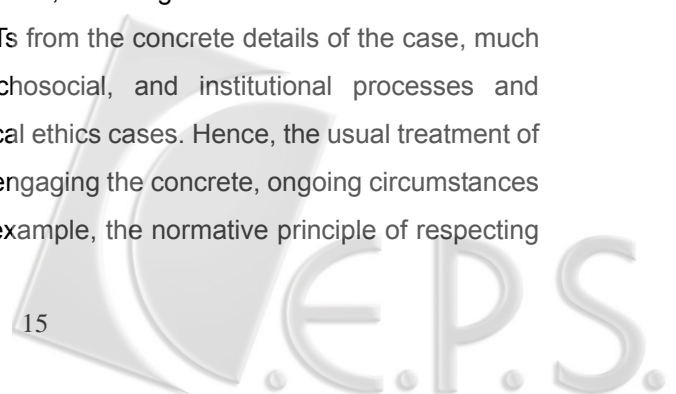 Ts from the concrete details of the case, much
chosocial, and institutional processes and
cal ethics cases. Hence, the usual treatment of
engaging the concrete, ongoing circumstances
example, the normative principle of respecting
15
C.E.P.S.